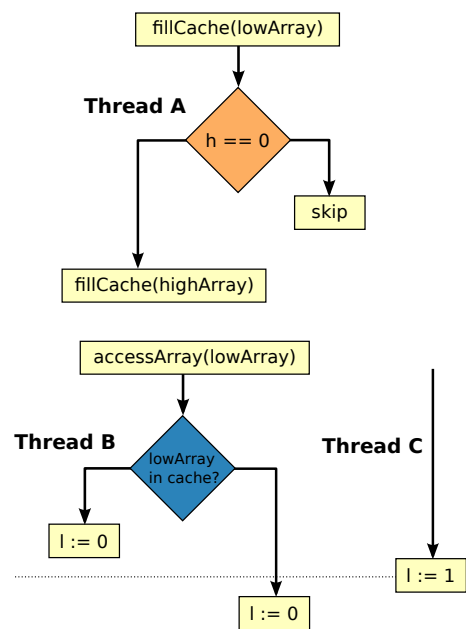 fillCache(lowArray)
Thread A
h == 0
skip
fillCache(highArray)
accessArray(lowArray)
Thread B
lowArray
in cache?
Thread C
l := 0
l := 1
l := 0